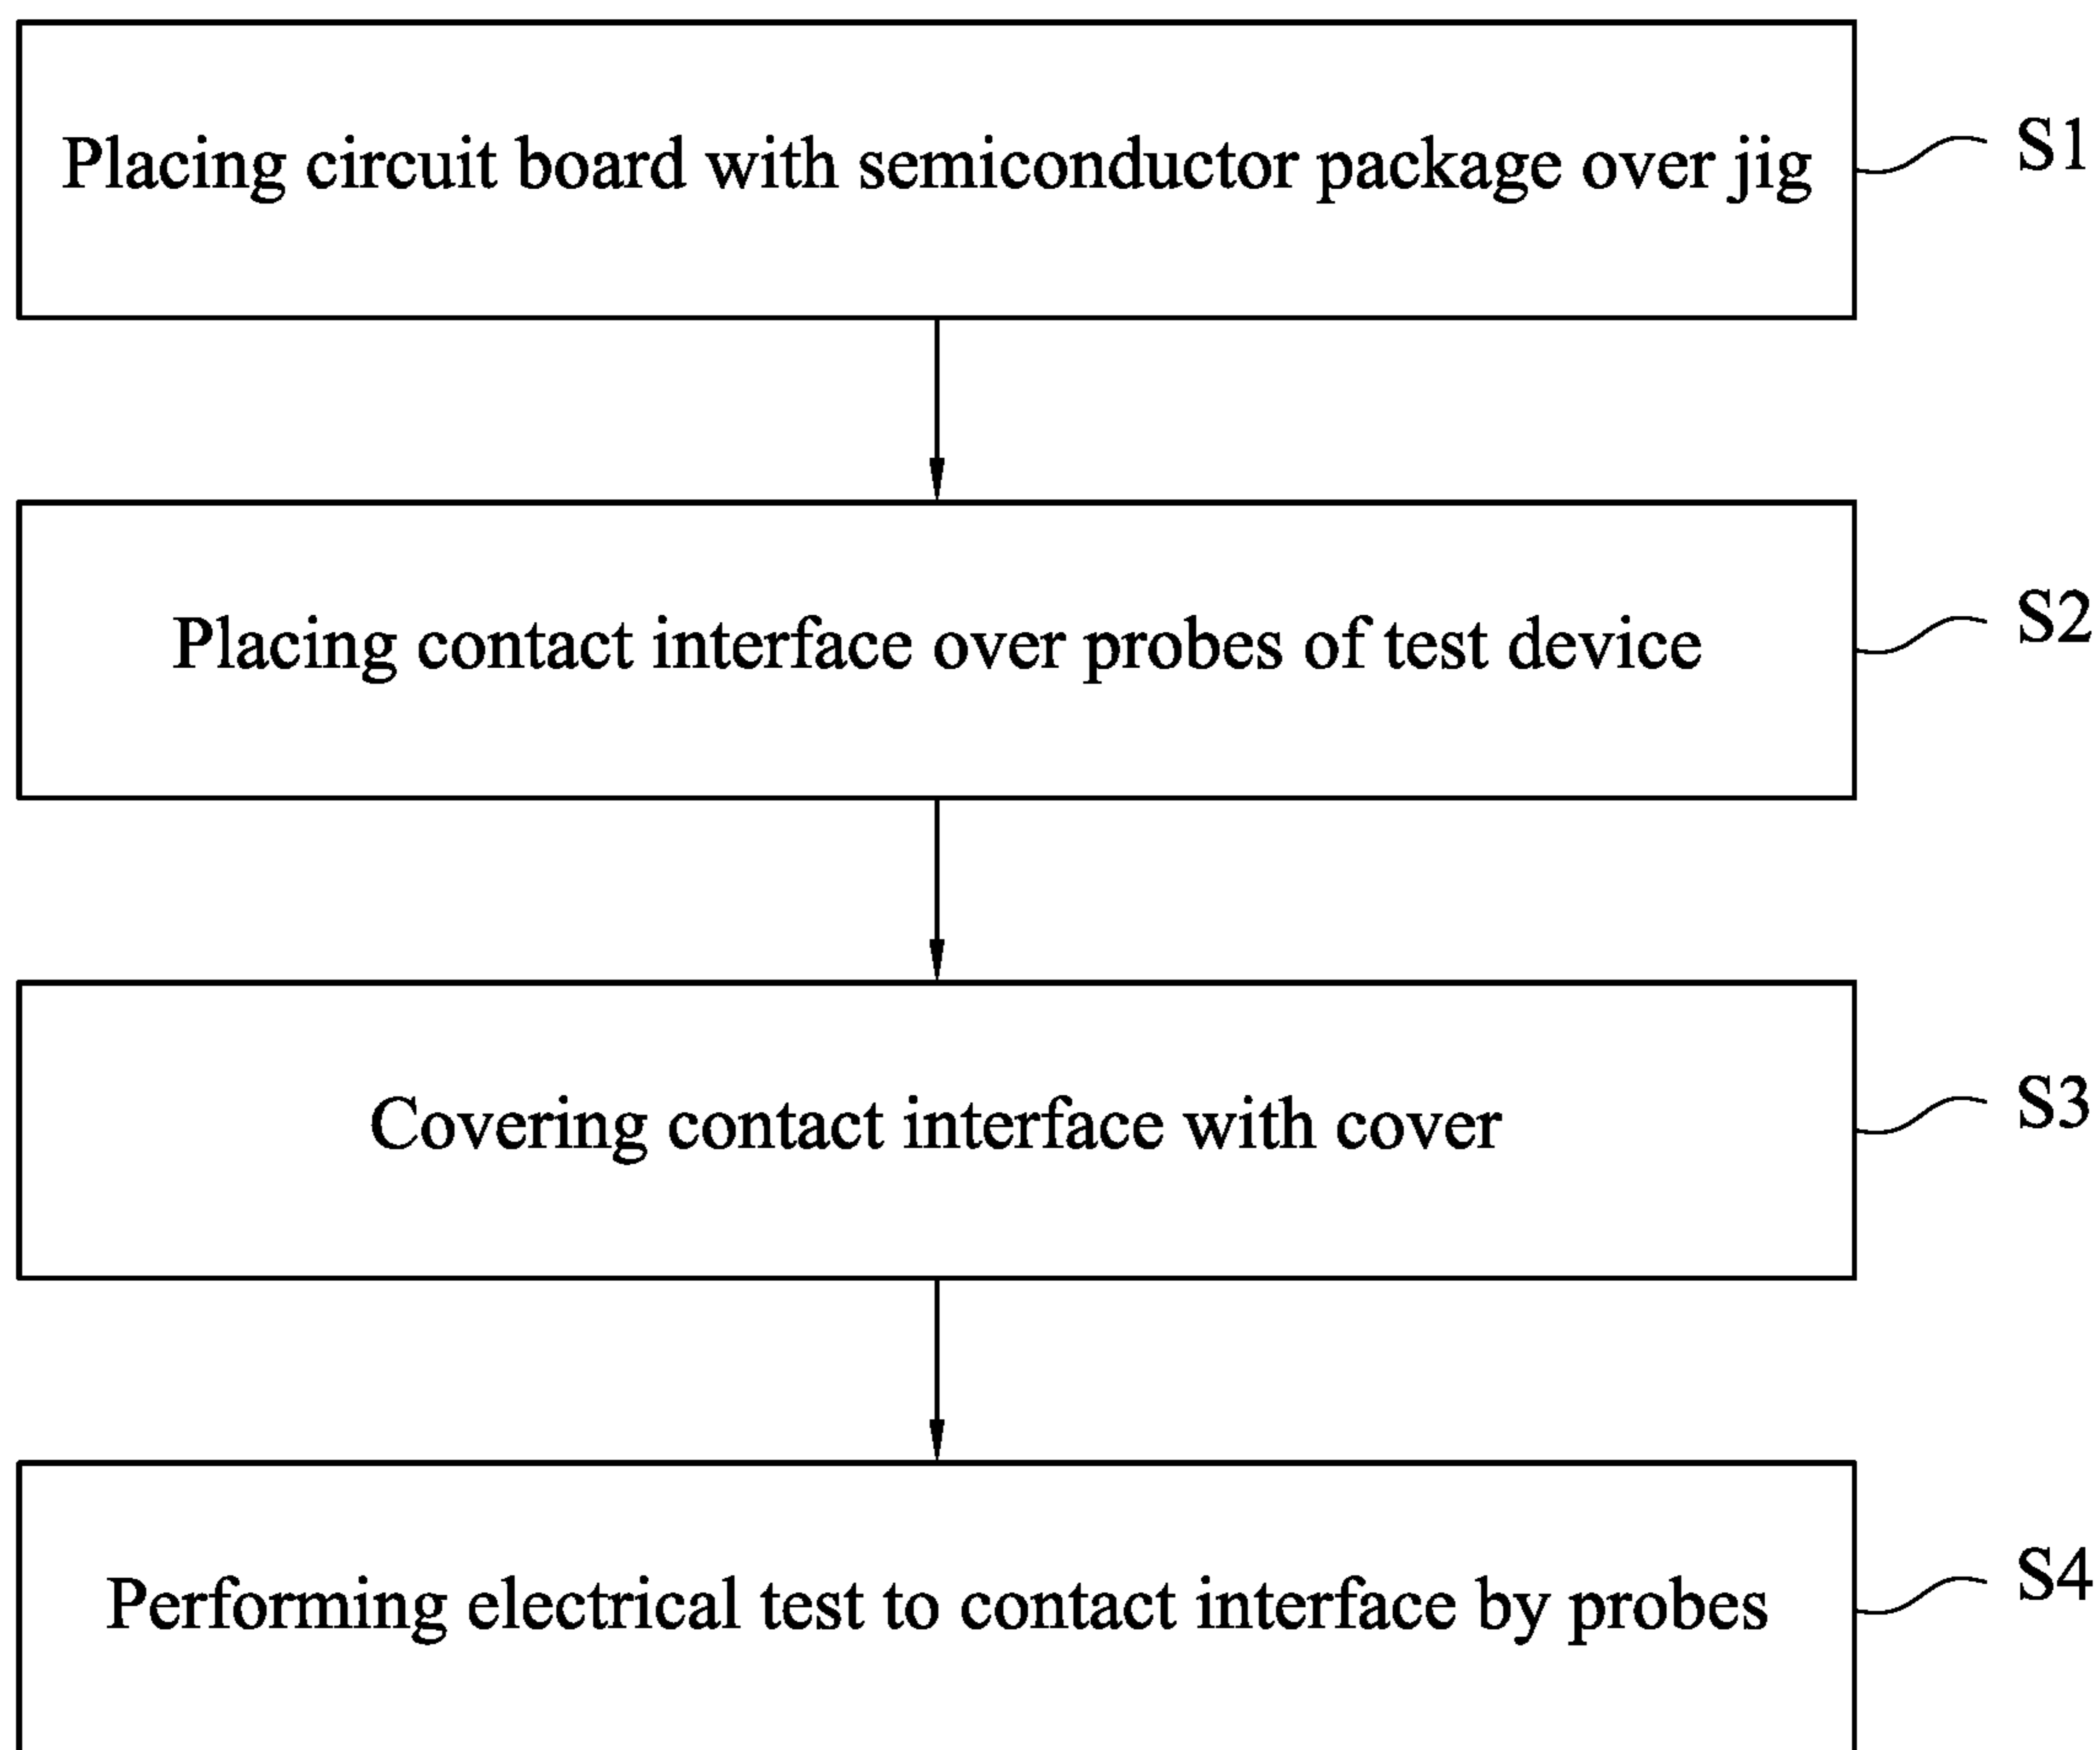 Placing circuit board with semiconductor package over jig
S1
Placing contact interface over probes of test device
S2
Covering contact interface with cover
S3
Performing electrical test to contact interface by probes
S4